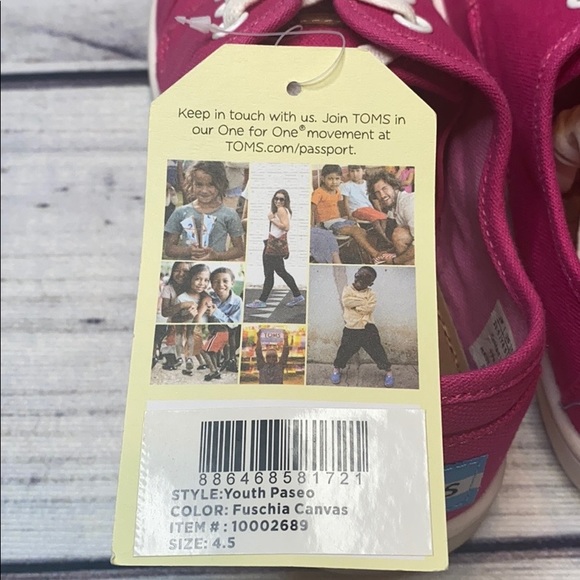 Keep in touch with us. Join TOMS in
our One for One® movement at
TOMS.com/passport.
TOMS
886468581721
STYLE:Youth Paseo
COLOR: Fuschia Canvas
ITEM #: 10002689
SIZE: 4.5
S